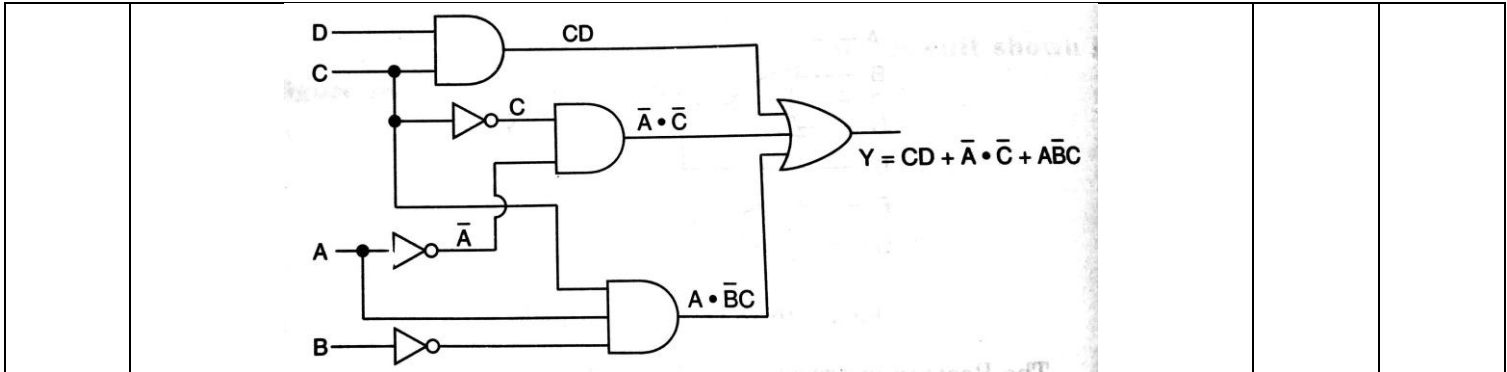 D
CD
C
C
A̅ • C̅
Y = CD + A̅ • C̅ + AB̅C
A̅
A
A • B̅C
B